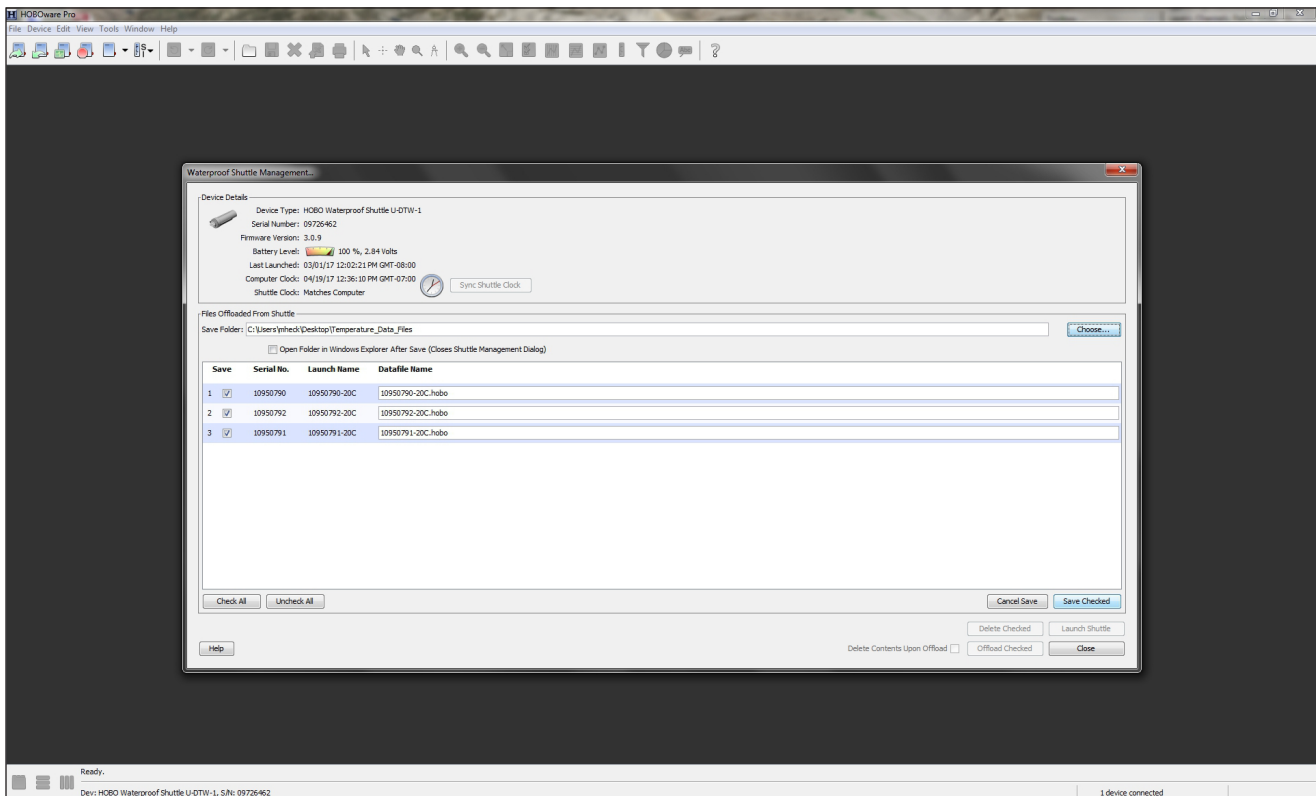 HOBOware Pro
File Device Edit View Tools Window Help
Waterproof Shuttle Management...
Device Details
Device Type: HOBO Waterproof Shuttle U-DTW-1
Serial Number: 09726462
Firmware Version: 3.0.9
Battery Level: 100 %, 2.84 Volts
Last Launched: 03/01/17 12:02:21 PM GMT-08:00
Computer Clock: 04/19/17 12:36:10 PM GMT-07:00
Sync Shuttle Clock
Shuttle Clock: Matches Computer
Files Offloaded From Shuttle
Save Folder: C:\Users\mheck\Desktop\Temperature_Data_Files Choose...
Open Folder in Windows Explorer After Save (Closes Shuttle Management Dialog)
Save Serial No. Launch Name Datafile Name
1 10950790 10950790-20C 10950790-20C.hobo
2 10950792 10950792-20C 10950792-20C.hobo
3 10950791 10950791-20C 10950791-20C.hobo
Check All Uncheck All Cancel Save Save Checked
Delete Checked Launch Shuttle
Help Delete Contents Upon Offload Offload Checked Close
Ready.
Dev: HOBO Waterproof Shuttle U-DTW-1, S/N: 09726462 1 device connected